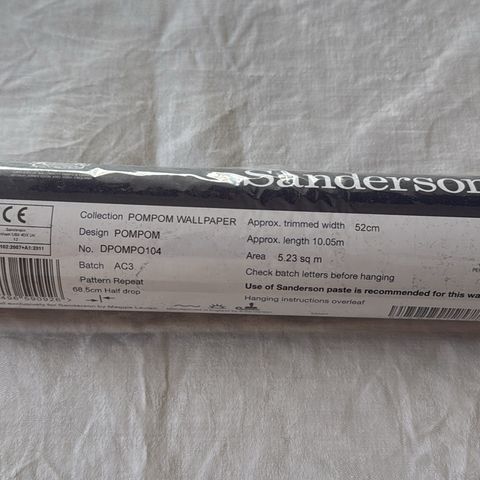 Sanderson
CE
Collection POMPOM WALLPAPER
Design POMPOM
No. DPOMPO104
Batch AC3
Pattern Repeat
68.5cm Half drop
Approx. trimmed width 52cm
Approx. length 10.05m
Area 5.23 sq m
Check batch letters before hanging
Use of Sanderson paste is recommended for this wa
Hanging instructions overleaf